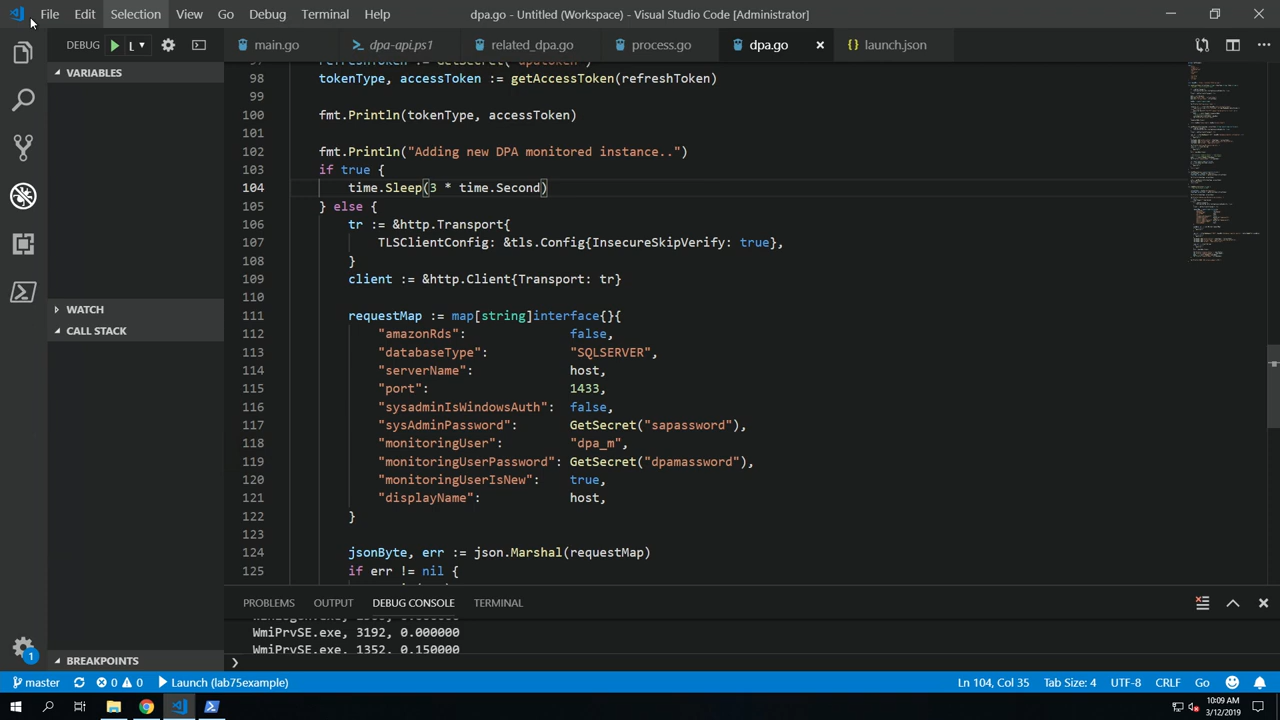 File Edit Selection View Go Debug Terminal Help
dpa.go - Untitled (Workspace) - Visual Studio Code [Administrator]
DEBUG L
main.go dpa-api.ps1 related_dpa.go process.go dpa.go launch.json
VARIABLES
98 tokenType, accessToken := getAccessToken(refreshToken)
99
100 fmt.Println(tokenType, accessToken)
101
102 fmt.Println("Adding new DPA monitored instance..")
103 if true {
104 time.Sleep(3 * time.Second)
105 } else {
106 tr := &http.Transport{
107 TLSClientConfig: &tls.Config{InsecureSkipVerify: true},
108 }
109 client := &http.Client{Transport: tr}
110
111 requestMap := map[string]interface{}{
112 "amazonRds": false,
113 "databaseType": "SQLSERVER",
114 "serverName": host,
115 "port": 1433,
116 "sysadminIsWindowsAuth": false,
117 "sysAdminPassword": GetSecret("sapassword"),
118 "monitoringUser": "dpa_m",
119 "monitoringUserPassword": GetSecret("dpamassword"),
120 "monitoringUserIsNew": true,
121 "displayName": host,
122 }
123
124 jsonByte, err := json.Marshal(requestMap)
125 if err != nil {
WATCH
CALL STACK
BREAKPOINTS
PROBLEMS OUTPUT DEBUG CONSOLE TERMINAL
WmiPrvSE.exe, 3192, 0.000000
WmiPrvSE.exe, 1352, 0.150000
1
master 0 0 Launch (lab75example)
Ln 104, Col 35 Tab Size: 4 UTF-8 CRLF Go
10:09 AM
3/12/2019